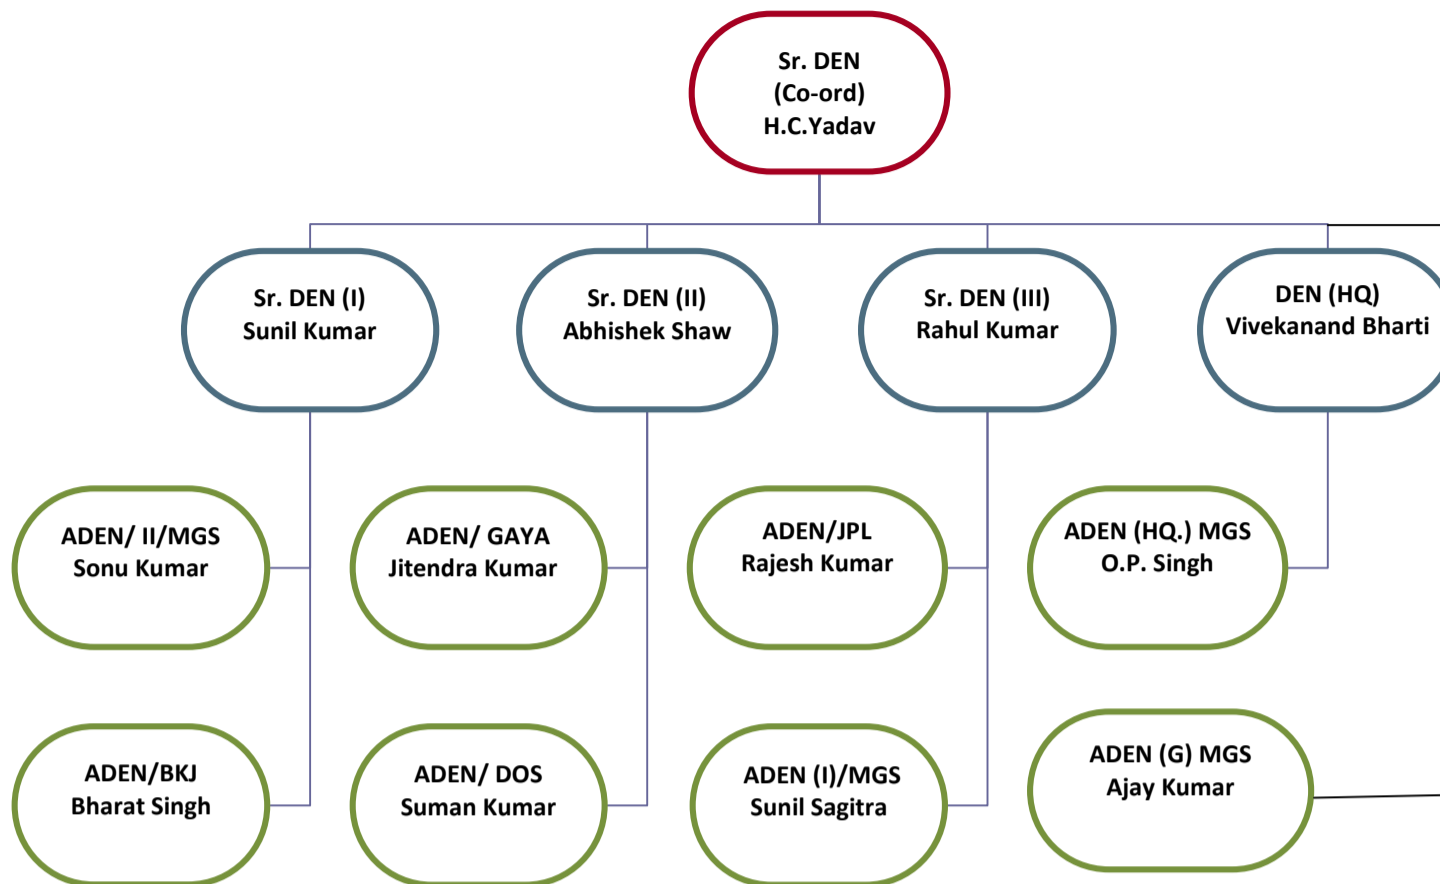 Sr. DEN
(Co-ord)
H.C.Yadav
Sr. DEN (I)
Sunil Kumar
Sr. DEN (II)
Abhishek Shaw
Sr. DEN (III)
Rahul Kumar
DEN (HQ)
Vivekanand Bharti
ADEN/ II/MGS
Sonu Kumar
ADEN/ GAYA
Jitendra Kumar
ADEN/JPL
Rajesh Kumar
ADEN (HQ.) MGS
O.P. Singh
ADEN/BKJ
Bharat Singh
ADEN/ DOS
Suman Kumar
ADEN (I)/MGS
Sunil Sagitra
ADEN (G) MGS
Ajay Kumar